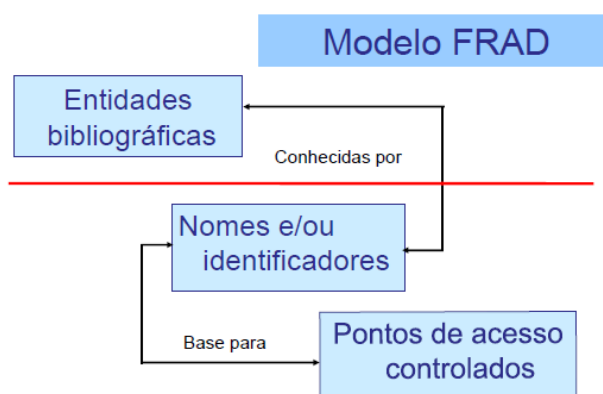 Modelo FRAD
Entidades
bibliográficas
Conhecidas por
Nomes e/ou
identificadores
Base para
Pontos de acesso
controlados